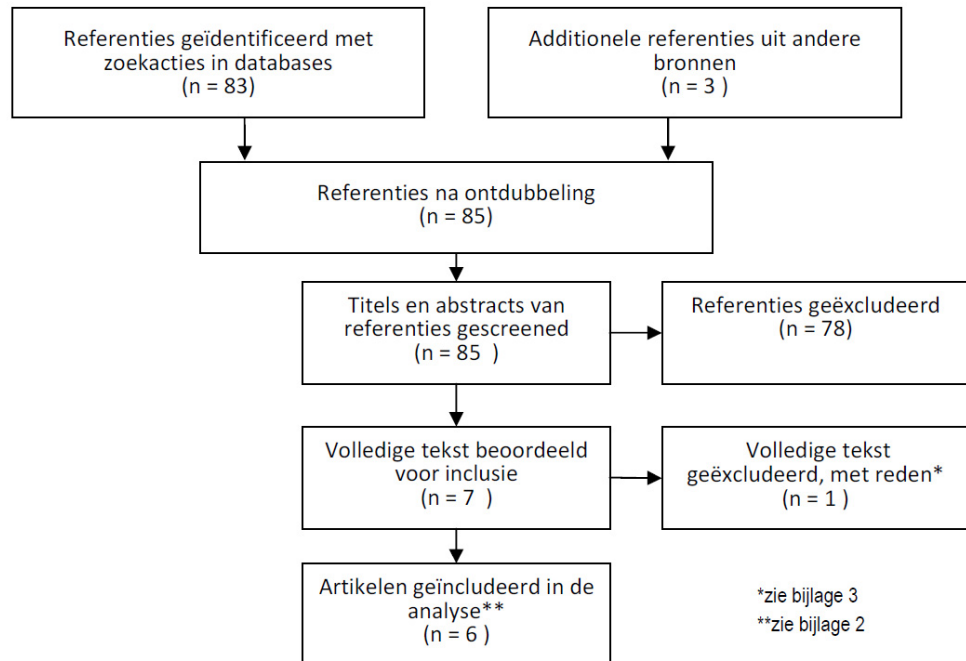 Referenties geïdentificeerd met
zoekacties in databases
(n = 83)
Additionele referenties uit andere
bronnen
(n = 3 )
Referenties na ontdubbeling
(n = 85)
Titels en abstracts van
referenties gescreened
(n = 85 )
Referenties geëxcludeerd
(n = 78)
Volledige tekst beoordeeld
voor inclusie
(n = 7 )
Volledige tekst
geëxcludeerd, met reden*
(n = 1 )
Artikelen geïncludeerd in de
analyse**
(n = 6 )
*zie bijlage 3
**zie bijlage 2